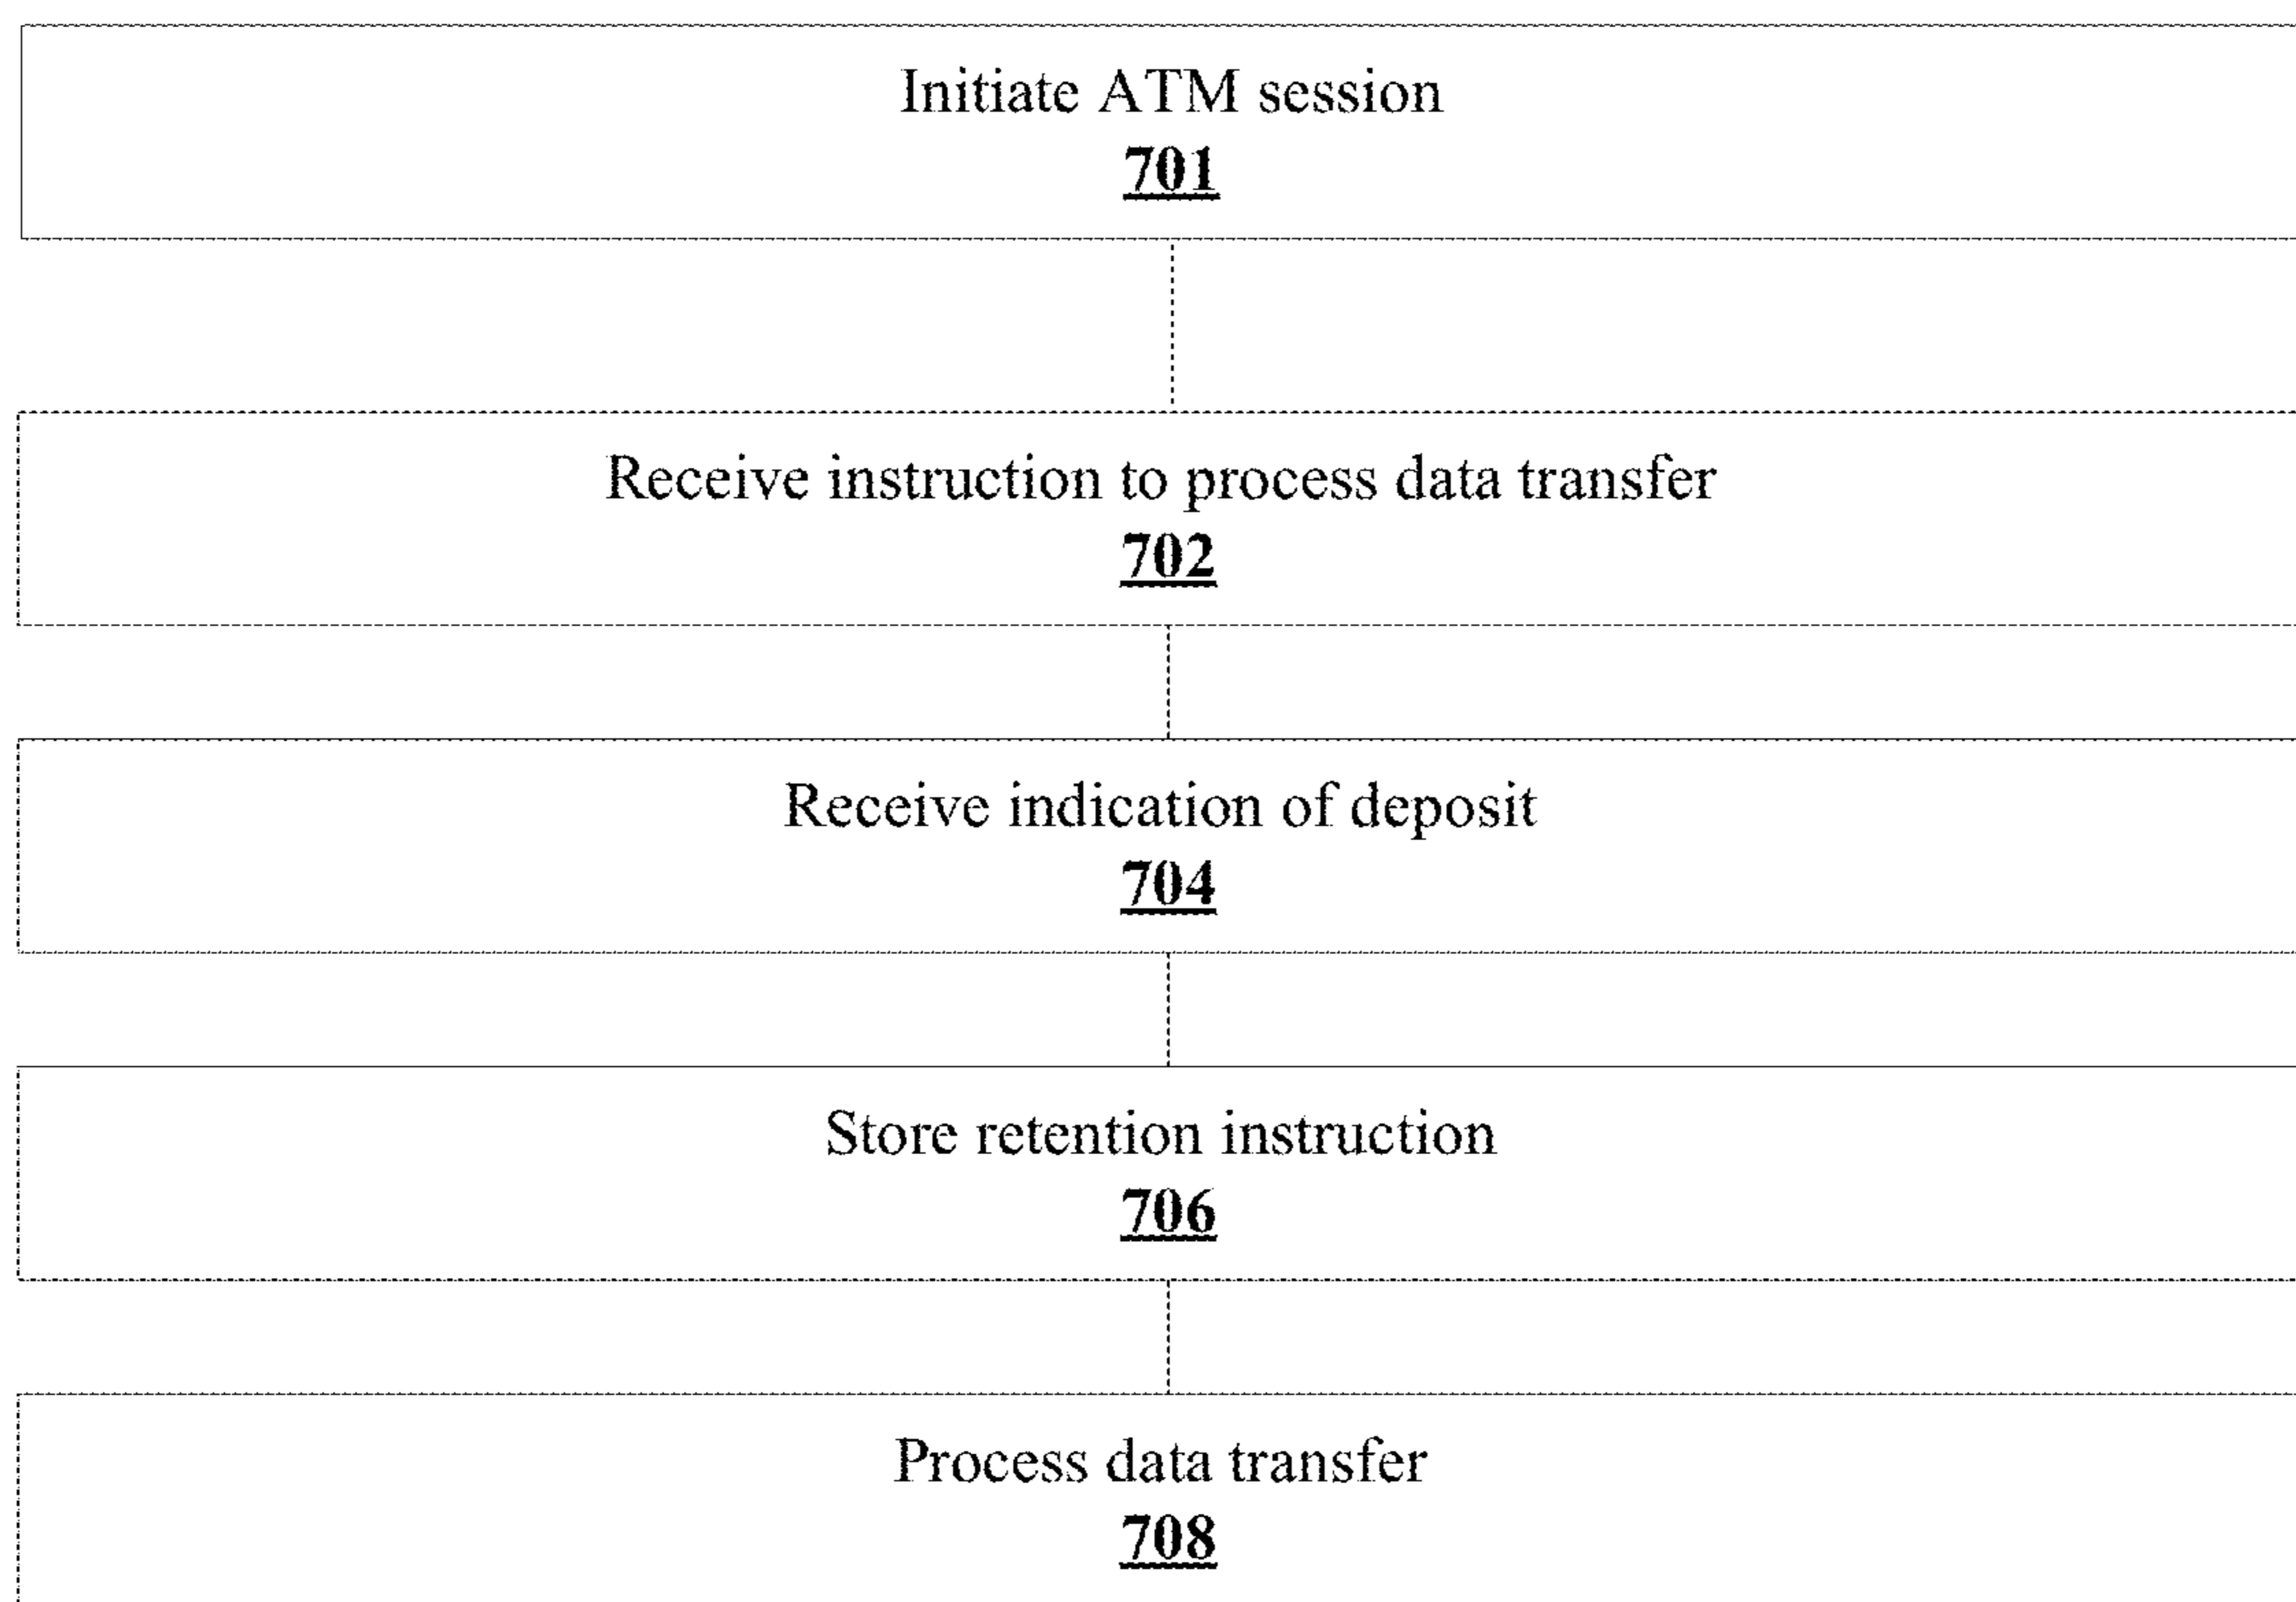 Initiate ATM session
701
Receive instruction to process data transfer
702
Receive indication of deposit
704
Store retention instruction
706
Process data transfer
708